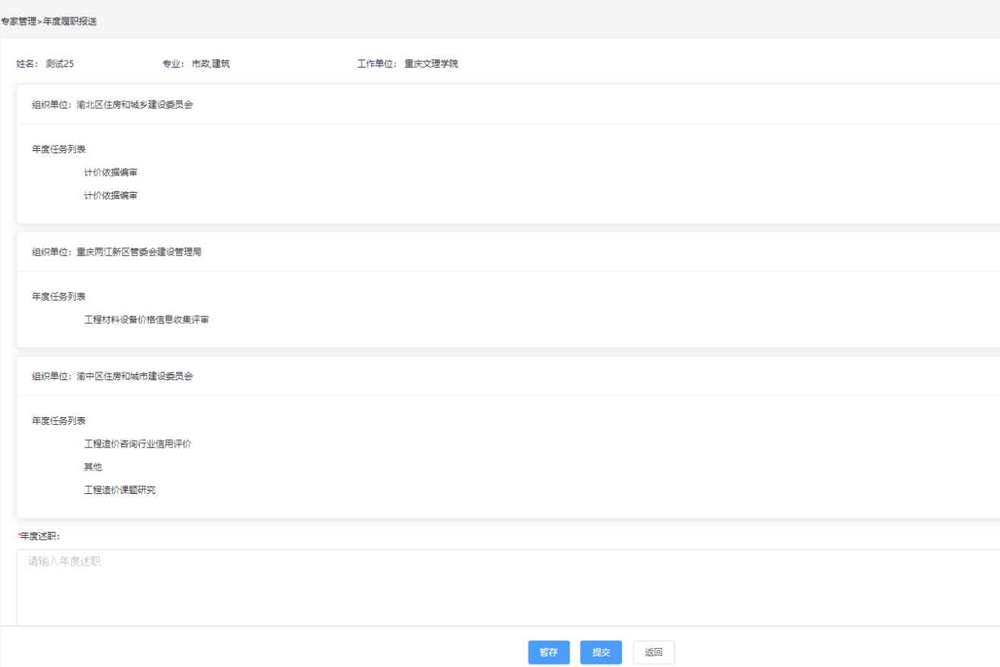 专家管理>年度履职报送
姓名： 测试25 专业： 市政,建筑 工作单位： 重庆文理学院
组织单位：渝北区住房和城乡建设委员会
年度任务列表
计价依据编审
计价依据编审
组织单位：重庆两江新区管委会建设管理局
年度任务列表
工程材料设备价格信息收集评审
组织单位：渝中区住房和城市建设委员会
年度任务列表
工程造价咨询行业信用评价
其他
工程造价课题研究
*年度述职：
请输入年度述职
暂存 提交 返回